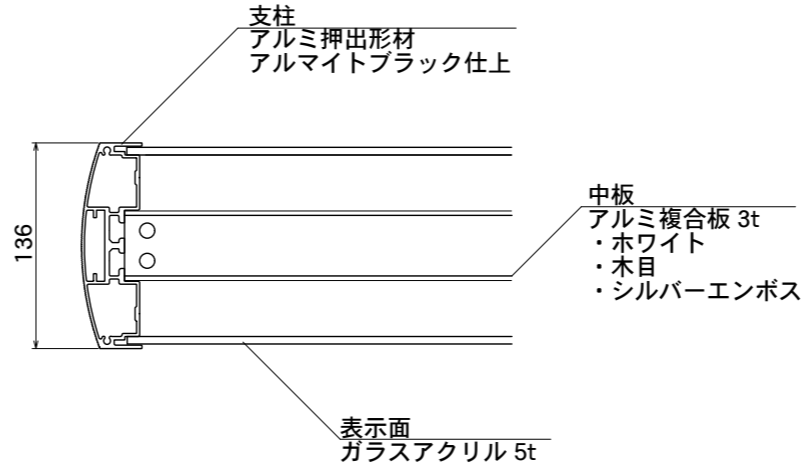 支柱
アルミ押出形材
アルマイトブラック仕上
136
中板
アルミ複合板 3t
・ホワイト
・木目
・シルバーエンボス
表示面
ガラスアクリル 5t